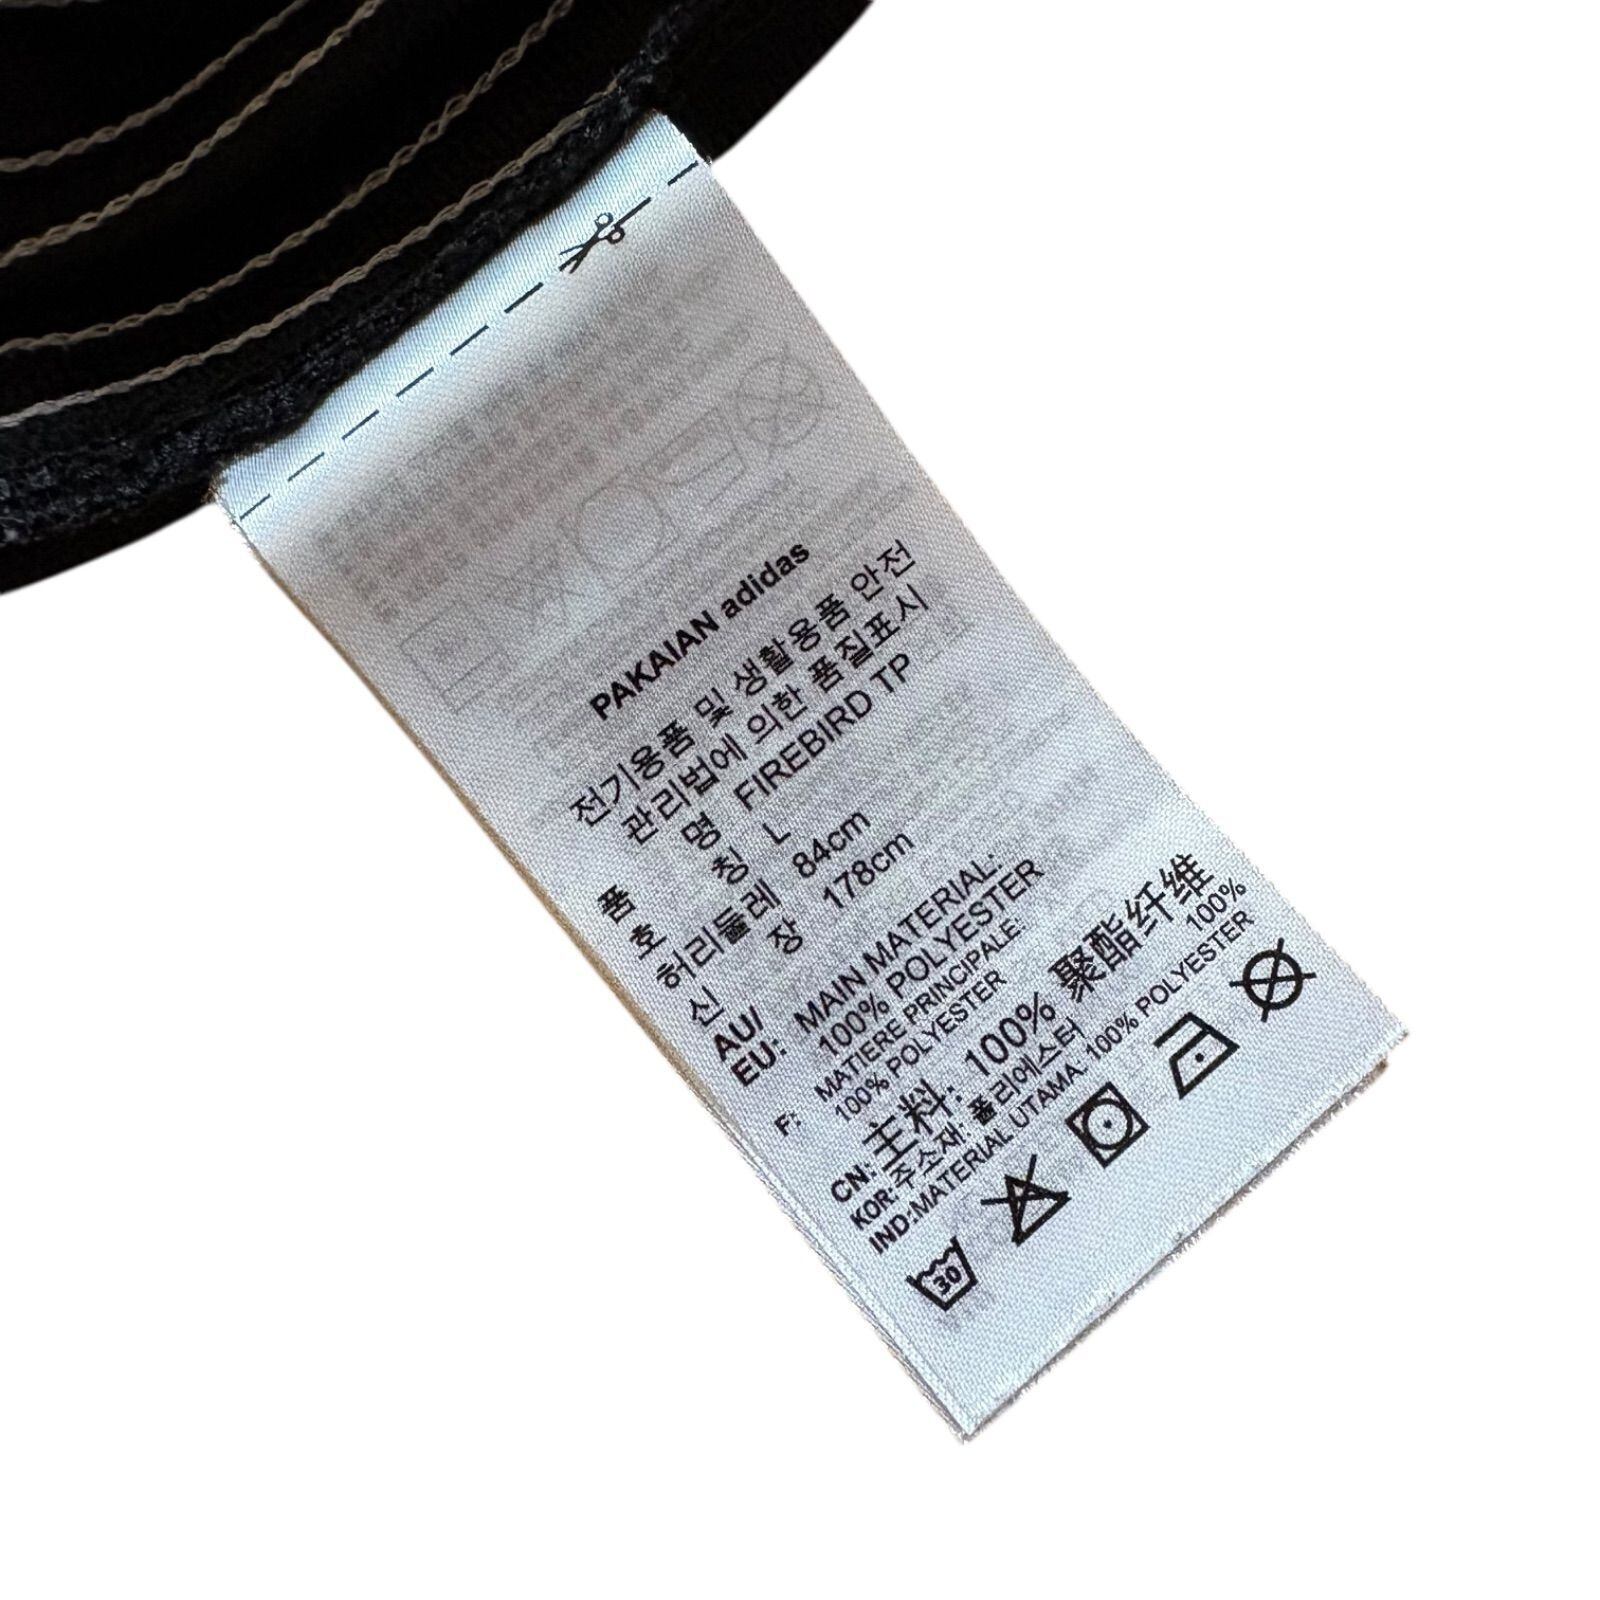 PAKAIAN adidas
전기용품 및 생활용품 안전
관리법에 의한 품질표시
품 명 FIREBIRD TP
호 칭 L
허리둘레 84cm
신 장 178cm
AU/ MAIN MATERIAL:
EU: 100% POLYESTER
F: MATIERE PRINCIPALE:
100% POLYESTER
CN: 主料: 100% 聚酯纤维
KOR: 주소재: 폴리에스터 100%
IND: MATERIAL UTAMA: 100% POLYESTER
30